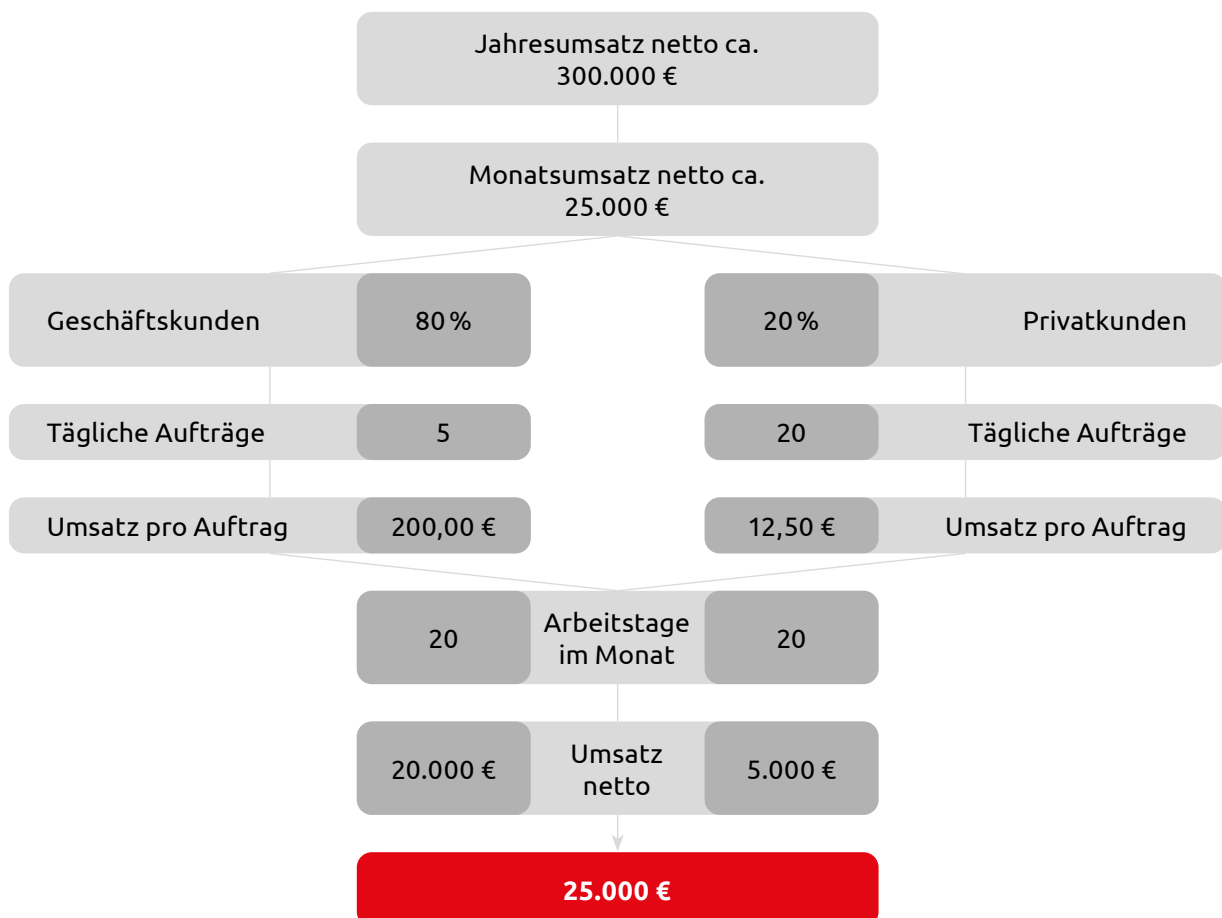 Jahresumsatz netto ca.
300.000 €
Monatsumsatz netto ca.
25.000 €
Geschäftskunden 80 % 20 % Privatkunden
Tägliche Aufträge 5 20 Tägliche Aufträge
Umsatz pro Auftrag 200,00 € 12,50 € Umsatz pro Auftrag
20 Arbeitstage
im Monat 20
20.000 € Umsatz
netto 5.000 €
25.000 €